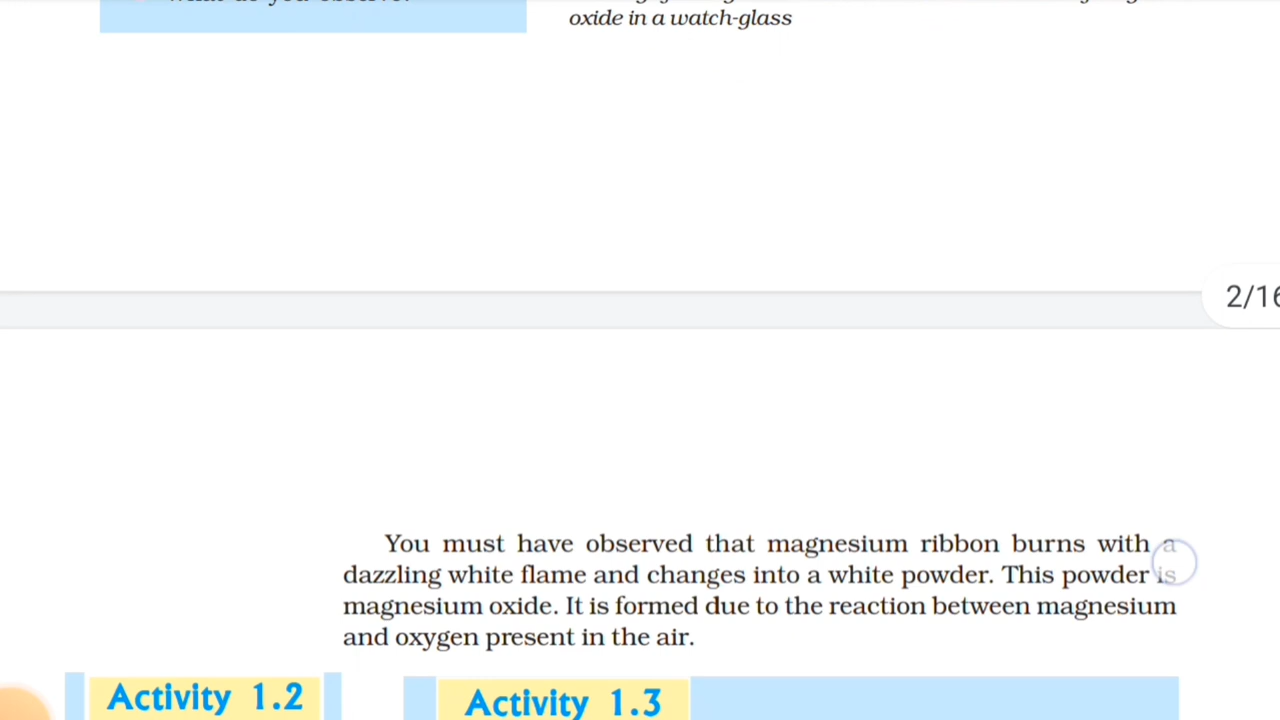 oxide in a watch-glass
2/16
You must have observed that magnesium ribbon burns with a
dazzling white flame and changes into a white powder. This powder is
magnesium oxide. It is formed due to the reaction between magnesium
and oxygen present in the air.
Activity 1.2
Activity 1.3